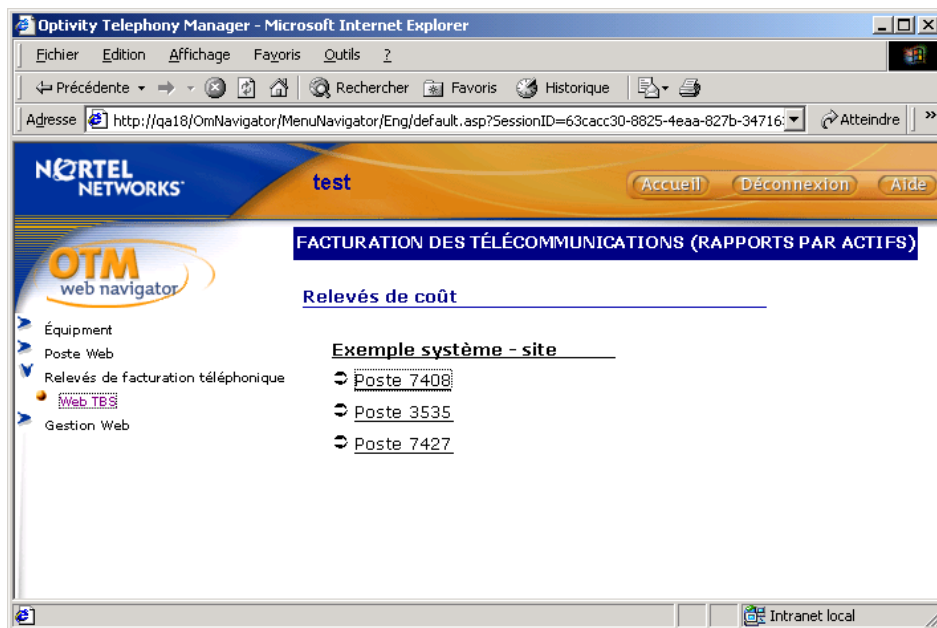 Optivity Telephony Manager - Microsoft Internet Explorer
Fichier Edition Affichage Favoris Outils ?
Précédente Rechercher Favoris Historique
Adresse http://qa18/OmNavigator/MenuNavigator/Eng/default.asp?SessionID=63cacc30-8825-4eaa-827b-34716 Atteindre »
NORTEL
NETWORKS
test
Accueil Déconnexion Aide
FACTURATION DES TÉLÉCOMMUNICATIONS (RAPPORTS PAR ACTIFS)
OTM
web navigator
Relevés de coût
Équipment
Poste Web
Relevés de facturation téléphonique
Web TBS
Gestion Web
Exemple système - site
Poste 7408
Poste 3535
Poste 7427
Intranet local